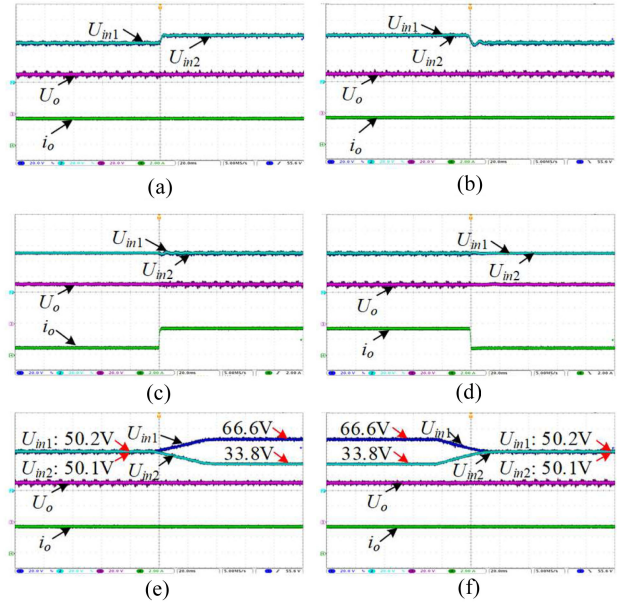 Uin1
Uin2
Uo
io
(a)
Uin1
Uin2
Uo
io
(b)
Uin1
Uin2
Uo
io
(c)
Uin1
Uin2
Uo
io
(d)
Uin1: 50.2V
Uin1
66.6V
Uin2: 50.1V
Uin2
33.8V
Uo
io
(e)
66.6V
Uin1
Uin1: 50.2V
33.8V
Uin2
Uin2: 50.1V
Uo
io
(f)